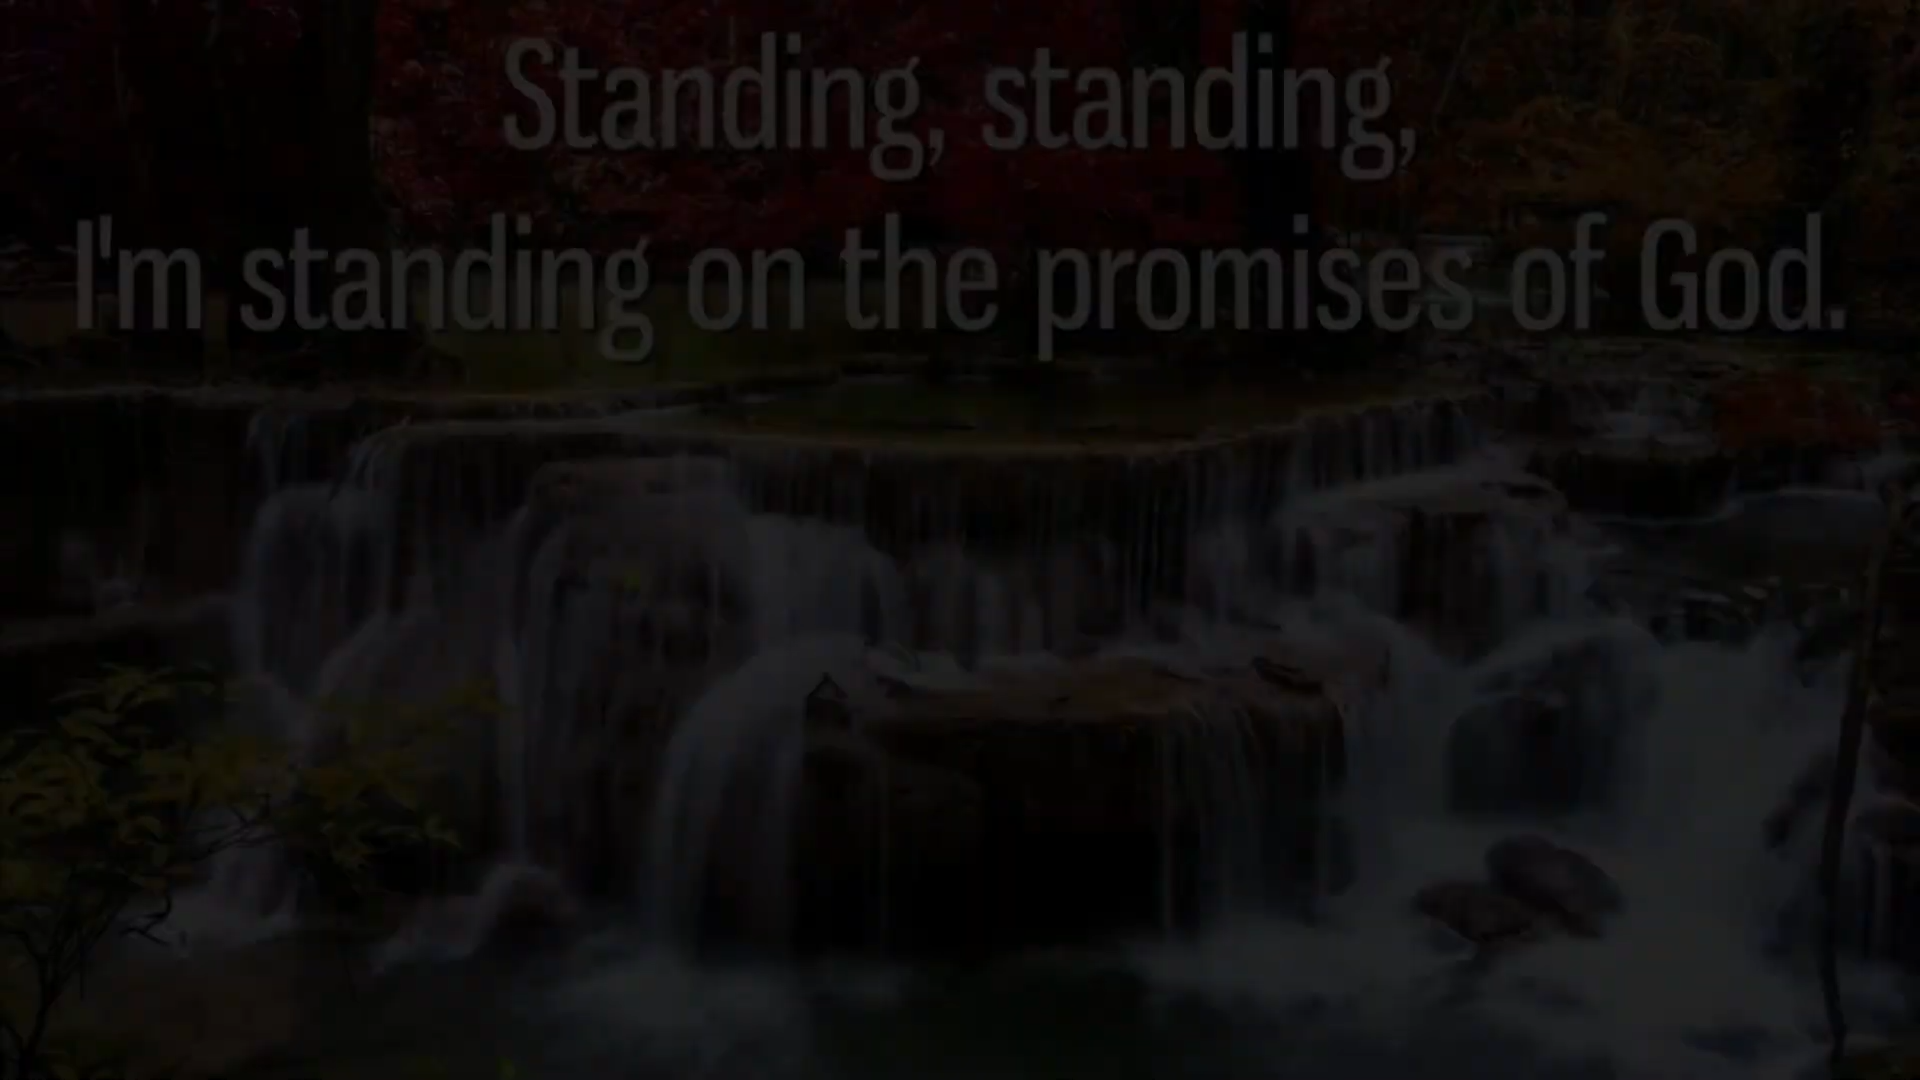 Standing, standing,
I'm standing on the promises of God.